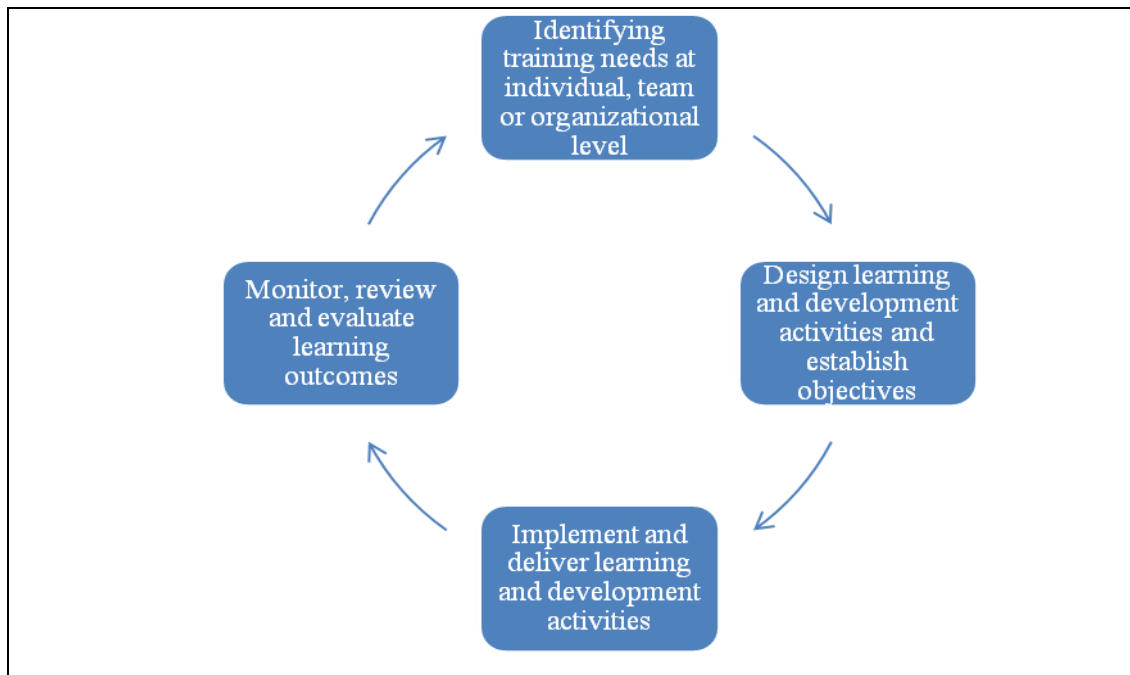 Identifying
training needs at
individual, team
or organizational
level
Design learning
and development
activities and
establish
objectives
Implement and
deliver learning
and development
activities
Monitor, review
and evaluate
learning
outcomes